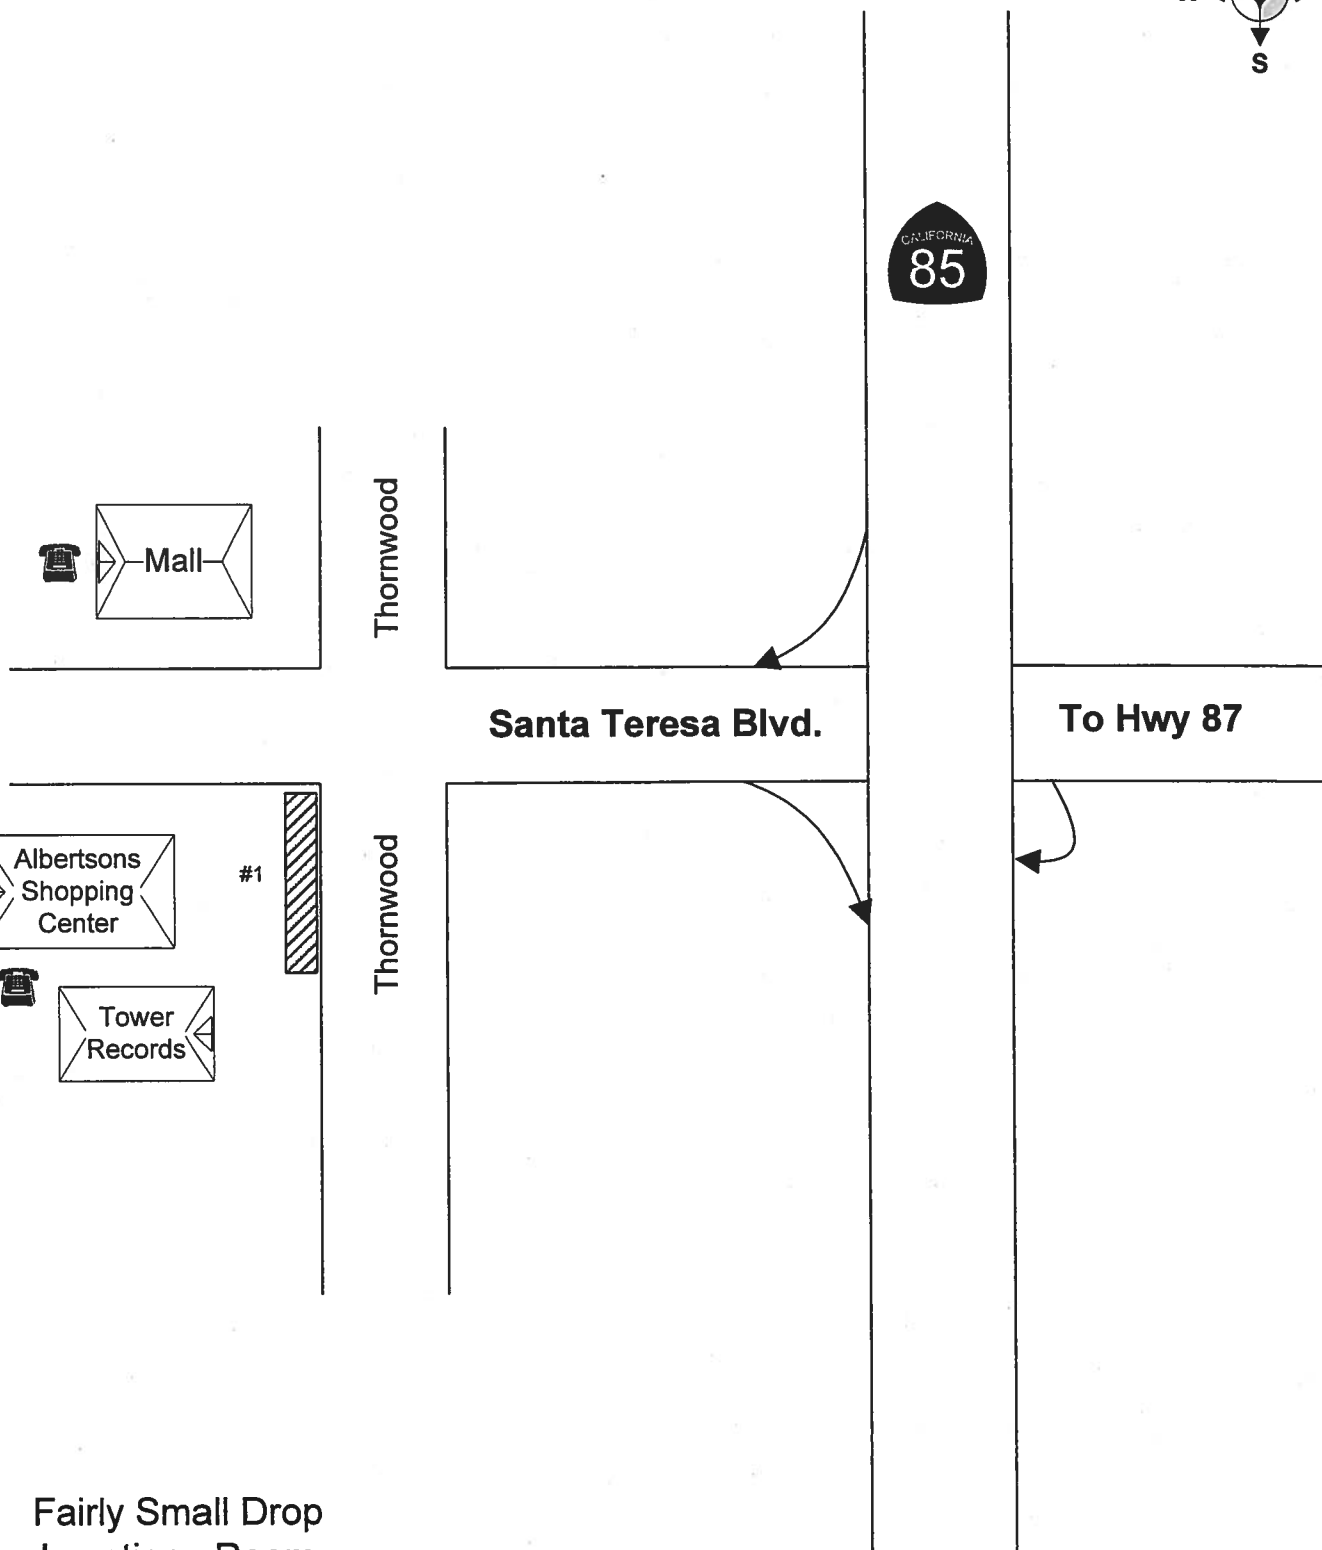 S
CALIFORNIA
85
Thornwood
Mall
Santa Teresa Blvd.
To Hwy 87
Albertsons
Shopping
Center
#1
Thornwood
Tower
Records
Fairly Small Drop